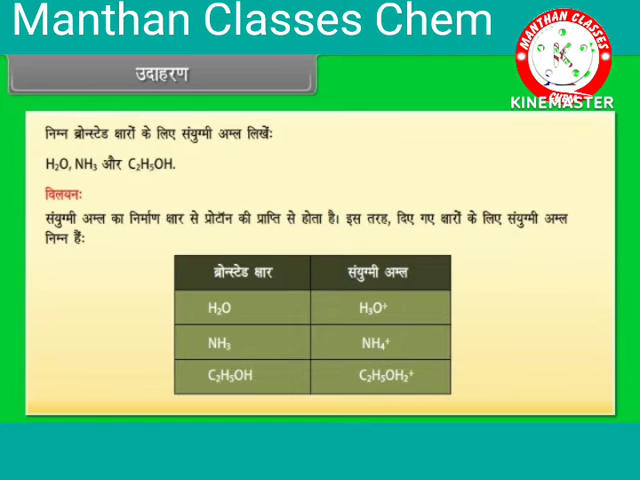 Manthan Classes Chem
MANTHAN CLASSES
K
CHEM
KINEMASTER
उदाहरण
निम्न ब्रोन्स्टेड क्षारों के लिए संयुग्मी अम्ल लिखें:
H₂O, NH₃ और C₂H₅OH.
विलयन:
संयुग्मी अम्ल का निर्माण क्षार से प्रोटॉन की प्राप्ति से होता है। इस तरह, दिए गए क्षारों के लिए संयुग्मी अम्ल
निम्न हैं:
ब्रोन्स्टेड क्षार संयुग्मी अम्ल
H₂O H₃O⁺
NH₃ NH₄⁺
C₂H₅OH C₂H₅OH₂⁺